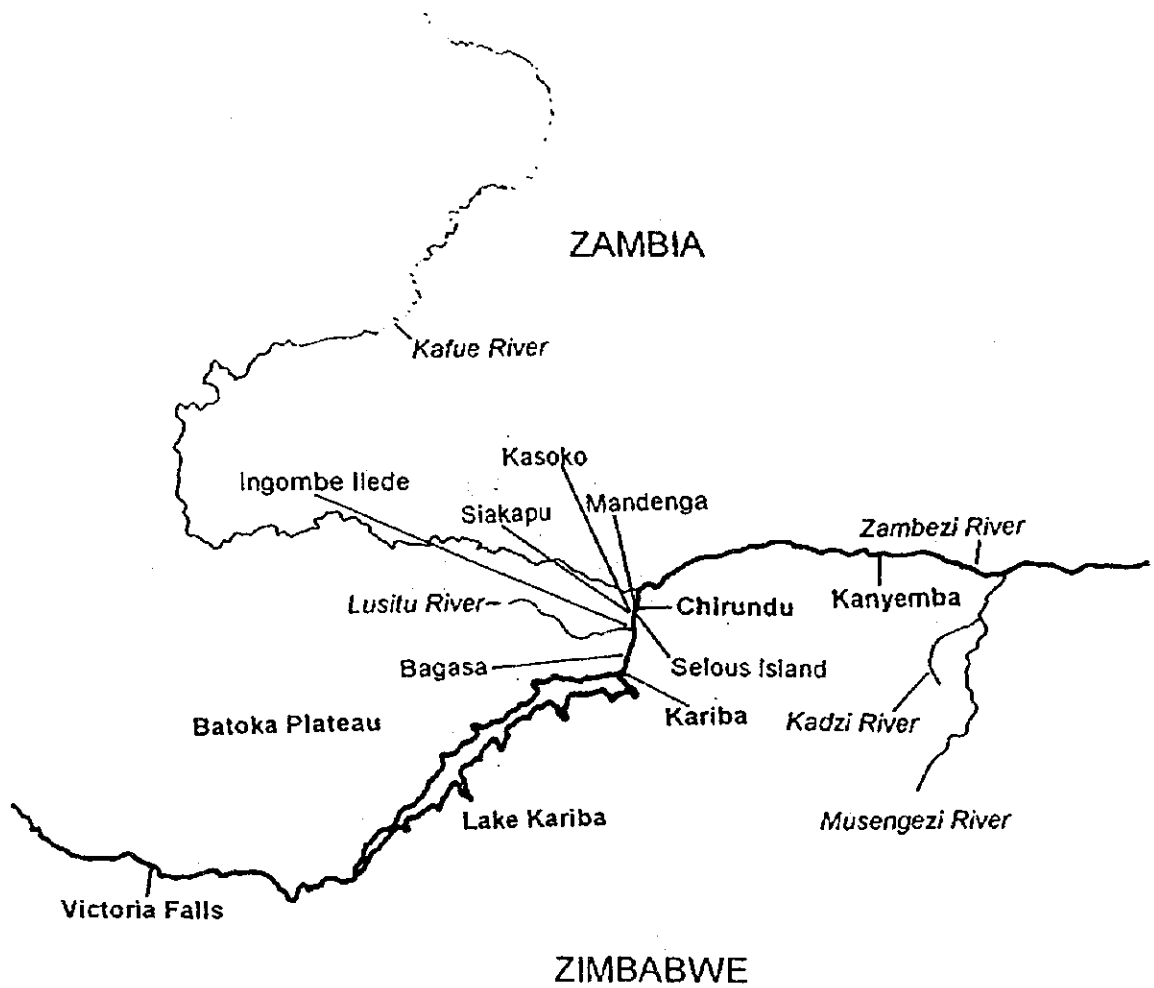 ZAMBIA
Kafue River
Kasoko
Ingombe Ilede
Siakapu
Mandenga
Zambezi River
Lusitu River
Chirundu
Kanyemba
Bagasa
Selous Island
Batoka Plateau
Kariba
Kadzi River
Lake Kariba
Musengezi River
Victoria Falls
ZIMBABWE